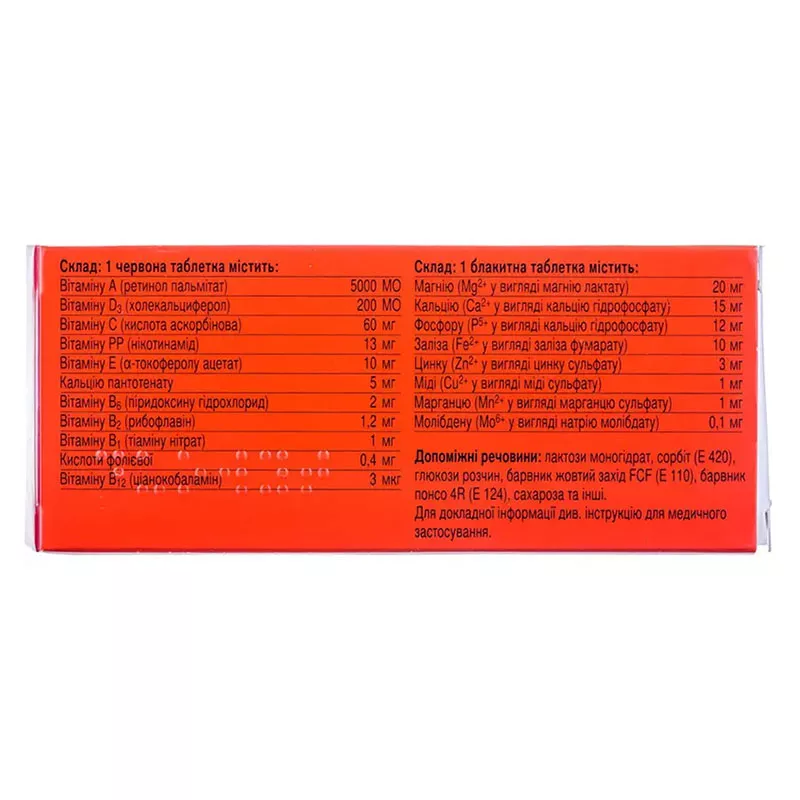 Склад: 1 червона таблетка містить:
Вітаміну А (ретинол пальмітат) 5000 МО
Вітаміну D₃ (холекальциферол) 200 МО
Вітаміну С (кислота аскорбінова) 60 мг
Вітаміну РР (нікотинамід) 13 мг
Вітаміну Е (α-токоферолу ацетат) 10 мг
Кальцію пантотенату 5 мг
Вітаміну В₆ (піридоксину гідрохлорид) 2 мг
Вітаміну В₂ (рибофлавін) 1,2 мг
Вітаміну В₁ (тіаміну нітрат) 1 мг
Кислоти фолієвої 0,4 мг
Вітаміну В₁₂ (ціанокобаламін) 3 мкг
Склад: 1 блакитна таблетка містить:
Магнію (Mg²⁺ у вигляді магнію лактату) 20 мг
Кальцію (Ca²⁺ у вигляді кальцію гідрофосфату) 15 мг
Фосфору (P⁵⁺ у вигляді кальцію гідрофосфату) 12 мг
Заліза (Fe²⁺ у вигляді заліза фумарату) 10 мг
Цинку (Zn²⁺ у вигляді цинку сульфату) 3 мг
Міді (Cu²⁺ у вигляді міді сульфату) 1 мг
Марганцю (Mn²⁺ у вигляді марганцю сульфату) 1 мг
Молібдену (Mo⁶⁺ у вигляді натрію молібдату) 0,1 мг
Допоміжні речовини: лактози моногідрат, сорбіт (Е 420),
глюкози розчин, барвник жовтий захід FCF (Е 110), барвник
понсо 4R (Е 124), сахароза та інші.
Для докладної інформації див. інструкцію для медичного
застосування.